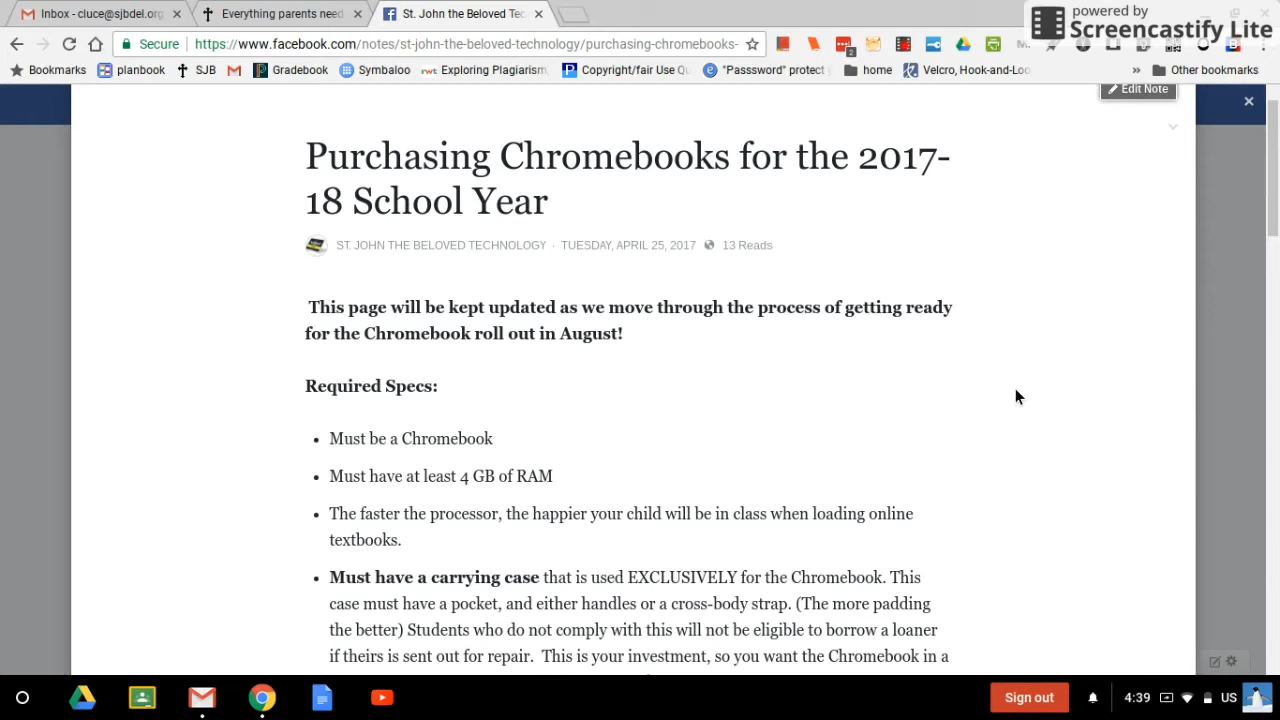 Inbox - cluce@sjbdel.org
Everything parents need
St. John the Beloved Tec
powered by
Screencastify Lite
Secure
https://www.facebook.com/notes/st-john-the-beloved-technology/purchasing-chromebooks-
2
Bookmarks
planbook
SJB
Gradebook
Symbaloo
rwt Exploring Plagiarism,
Copyright/fair Use Qu
"Passsword" protect y
home
Velcro, Hook-and-Loo
»
Other bookmarks
Edit Note
Purchasing Chromebooks for the 2017-
18 School Year
ST. JOHN THE BELOVED TECHNOLOGY · TUESDAY, APRIL 25, 2017 13 Reads
This page will be kept updated as we move through the process of getting ready
for the Chromebook roll out in August!
Required Specs:
• Must be a Chromebook
• Must have at least 4 GB of RAM
• The faster the processor, the happier your child will be in class when loading online
textbooks.
• Must have a carrying case that is used EXCLUSIVELY for the Chromebook. This
case must have a pocket, and either handles or a cross-body strap. (The more padding
the better) Students who do not comply with this will not be eligible to borrow a loaner
if theirs is sent out for repair.  This is your investment, so you want the Chromebook in a
Sign out
4:39
US